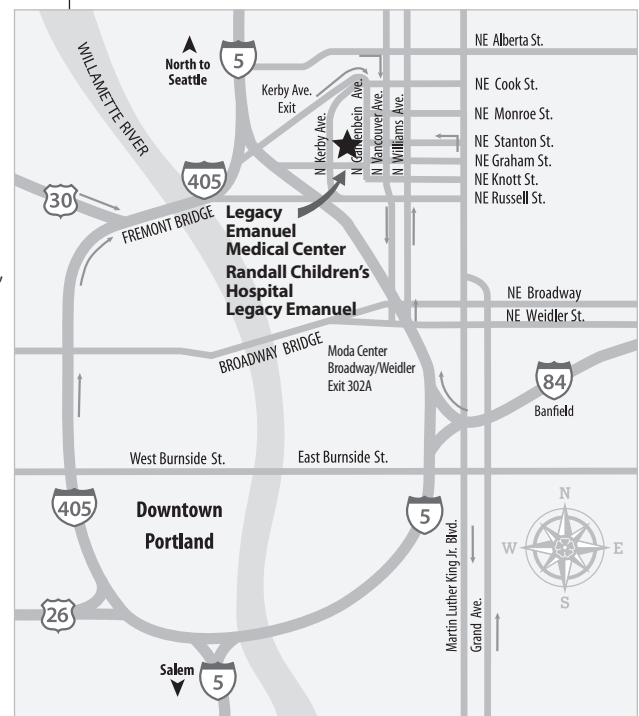 NE Alberta St.
North to
Seattle
5
WILLAMETTE RIVER
Kerby Ave.
Exit
NE Cook St.
N Kerby Ave.
N Gantenbein Ave.
N Vancouver Ave.
N Williams Ave.
NE Monroe St.
NE Stanton St.
NE Graham St.
NE Knott St.
NE Russell St.
405
30
FREMONT BRIDGE
Legacy
Emanuel
Medical Center
Randall Children's
Hospital
Legacy Emanuel
NE Broadway
NE Weidler St.
BROADWAY BRIDGE
Moda Center
Broadway/Weidler
Exit 302A
84
Banfield
West Burnside St.
East Burnside St.
405
Downtown
Portland
5
Martin Luther King Jr. Blvd.
Grand Ave.
N
W
E
S
26
Salem
5